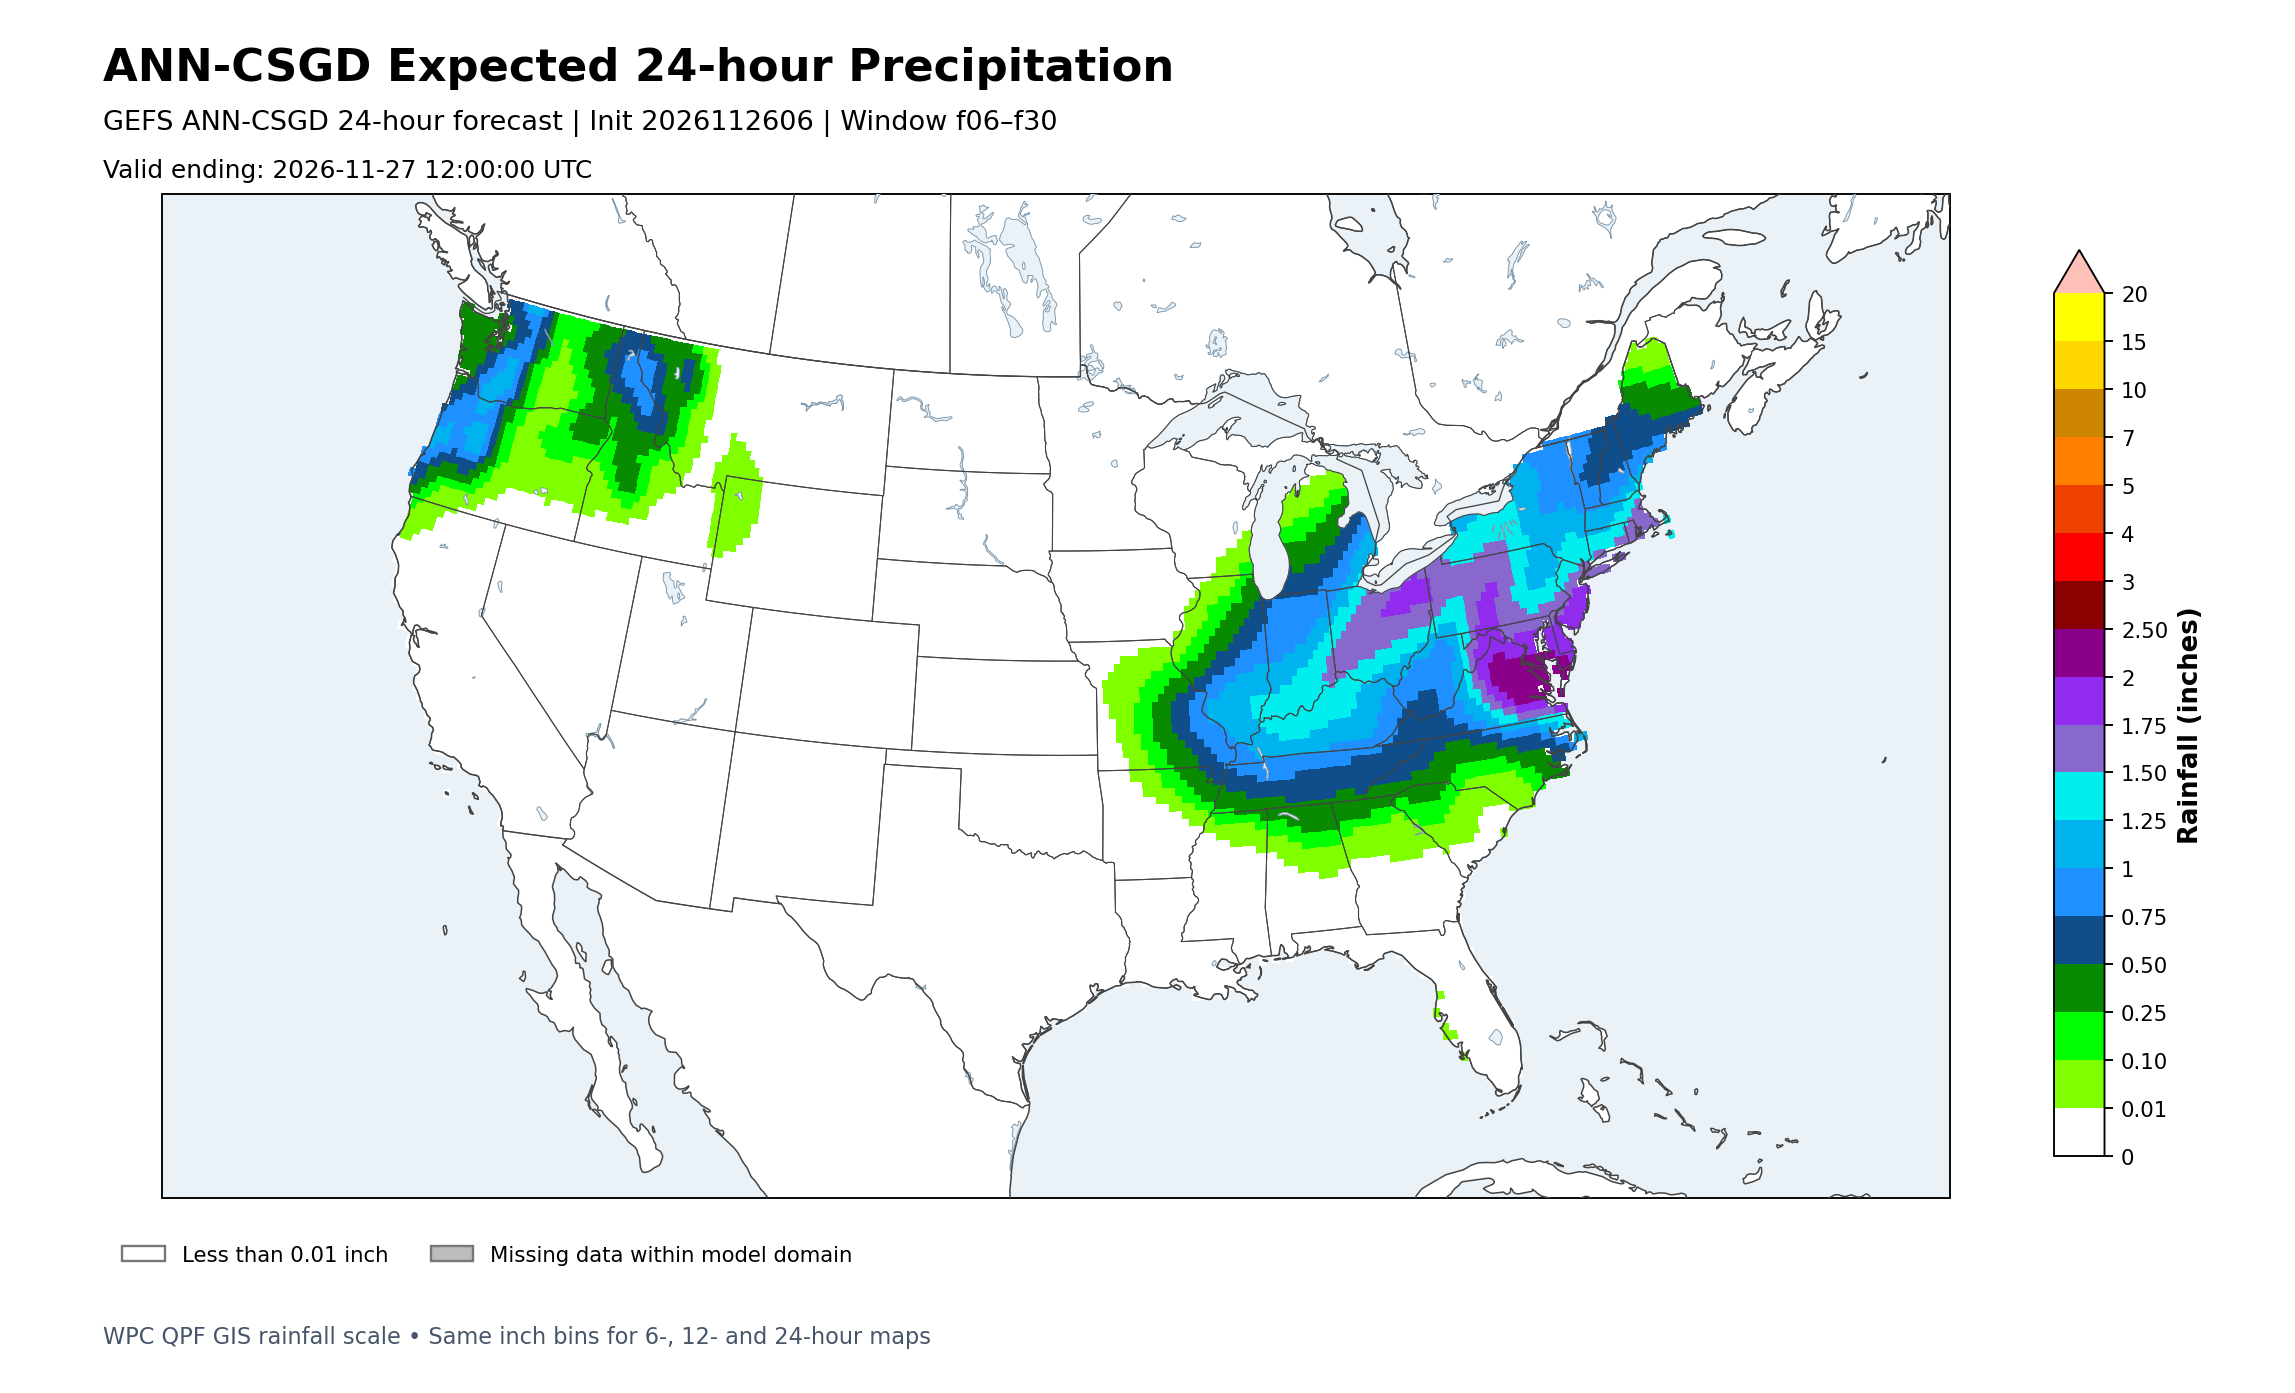 ANN-CSGD Expected 24-hour Precipitation
GEFS ANN-CSGD 24-hour forecast | Init 2026112606 | Window f06–f30
Valid ending: 2026-11-27 12:00:00 UTC
20
15
10
7
5
4
3
2.50
2
1.75
1.50
1.25
1
0.75
0.50
0.25
0.10
0.01
0
Rainfall (inches)
Less than 0.01 inch
Missing data within model domain
WPC QPF GIS rainfall scale • Same inch bins for 6-, 12- and 24-hour maps